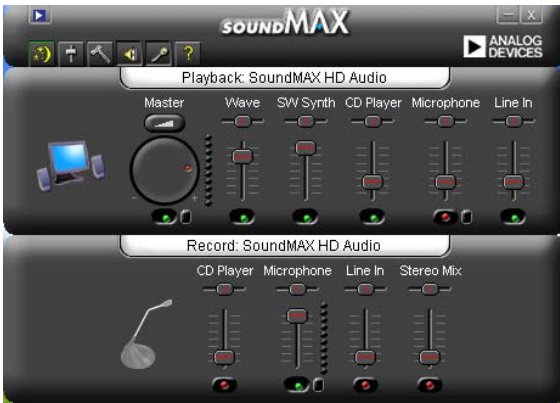 SOUNDMAX
ANALOG
DEVICES
?
Playback: SoundMAX HD Audio
Master Wave SW Synth CD Player Microphone Line In
- +
Record: SoundMAX HD Audio
CD Player Microphone Line In Stereo Mix